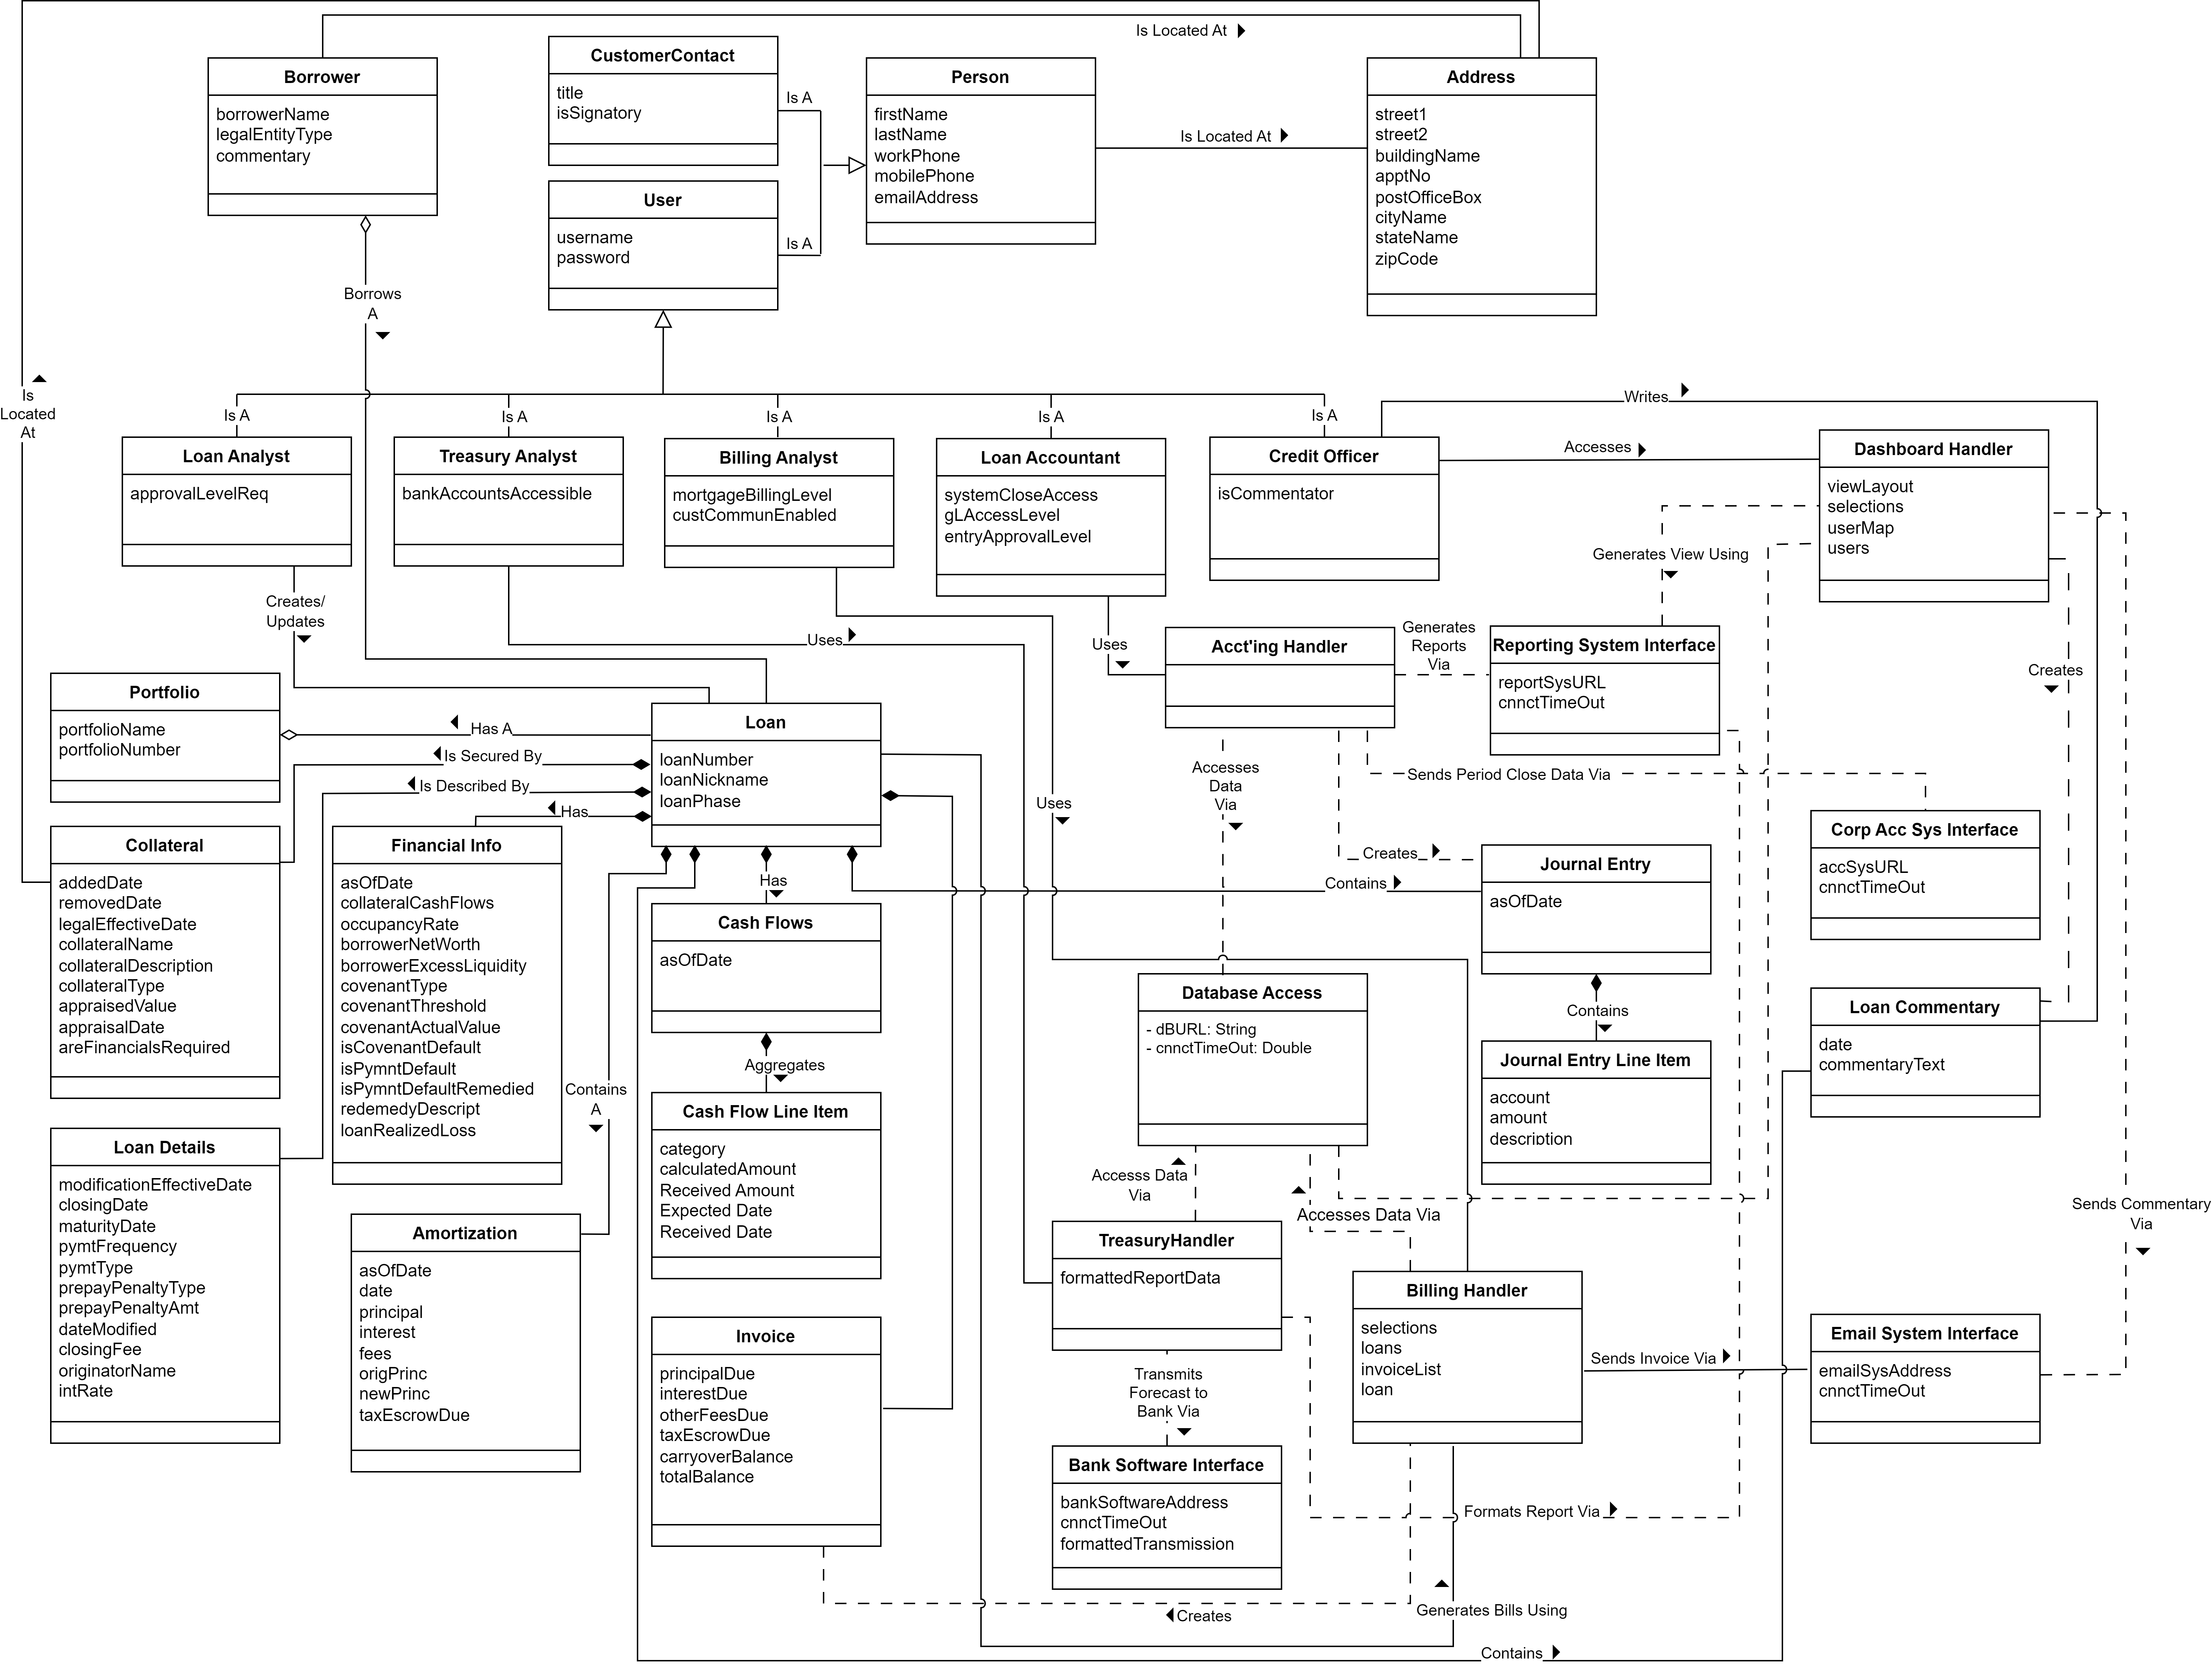 Is Located At
Borrower
borrowerName
legalEntityType
commentary
CustomerContact
title
isSignatory
Is A
Person
firstName
lastName
workPhone
mobilePhone
emailAddress
Is Located At
Address
street1
street2
buildingName
apptNo
postOfficeBox
cityName
stateName
zipCode
User
username
password
Is A
Borrows
A
Is
Located
At
Is A
Is A
Is A
Is A
Is A
Writes
Loan Analyst
approvalLevelReq
Treasury Analyst
bankAccountsAccessible
Billing Analyst
mortgageBillingLevel
custCommunEnabled
Loan Accountant
systemCloseAccess
gLAccessLevel
entryApprovalLevel
Credit Officer
isCommentator
Accesses
Dashboard Handler
viewLayout
selections
userMap
users
Generates View Using
Creates/
Updates
Uses
Uses
Acct'ing Handler
Generates
Reports
Via
Reporting System Interface
reportSysURL
cnnctTimeOut
Creates
Portfolio
portfolioName
portfolioNumber
Has A
Is Secured By
Is Described By
Has
Loan
loanNumber
loanNickname
loanPhase
Accesses
Data
Via
Sends Period Close Data Via
Uses
Collateral
addedDate
removedDate
legalEffectiveDate
collateralName
collateralDescription
collateralType
appraisedValue
appraisalDate
areFinancialsRequired
Financial Info
asOfDate
collateralCashFlows
occupancyRate
borrowerNetWorth
borrowerExcessLiquidity
covenantType
covenantThreshold
covenantActualValue
isCovenantDefault
isPymntDefault
isPymntDefaultRemedied
redemedyDescript
loanRealizedLoss
Has
Cash Flows
asOfDate
Creates
Contains
Journal Entry
asOfDate
Corp Acc Sys Interface
accSysURL
cnnctTimeOut
Database Access
- dBURL: String
- cnnctTimeOut: Double
Contains
Loan Commentary
date
commentaryText
Aggregates
Contains
A
Journal Entry Line Item
account
amount
description
Cash Flow Line Item
category
calculatedAmount
Received Amount
Expected Date
Received Date
Loan Details
modificationEffectiveDate
closingDate
maturityDate
pymtFrequency
pymtType
prepayPenaltyType
prepayPenaltyAmt
dateModified
closingFee
originatorName
intRate
Accesss Data
Via
Accesses Data Via
Sends Commentary
Via
Amortization
asOfDate
date
principal
interest
fees
origPrinc
newPrinc
taxEscrowDue
TreasuryHandler
formattedReportData
Billing Handler
selections
loans
invoiceList
loan
Sends Invoice Via
Email System Interface
emailSysAddress
cnnctTimeOut
Invoice
principalDue
interestDue
otherFeesDue
taxEscrowDue
carryoverBalance
totalBalance
Transmits
Forecast to
Bank Via
Bank Software Interface
bankSoftwareAddress
cnnctTimeOut
formattedTransmission
Formats Report Via
Creates
Generates Bills Using
Contains